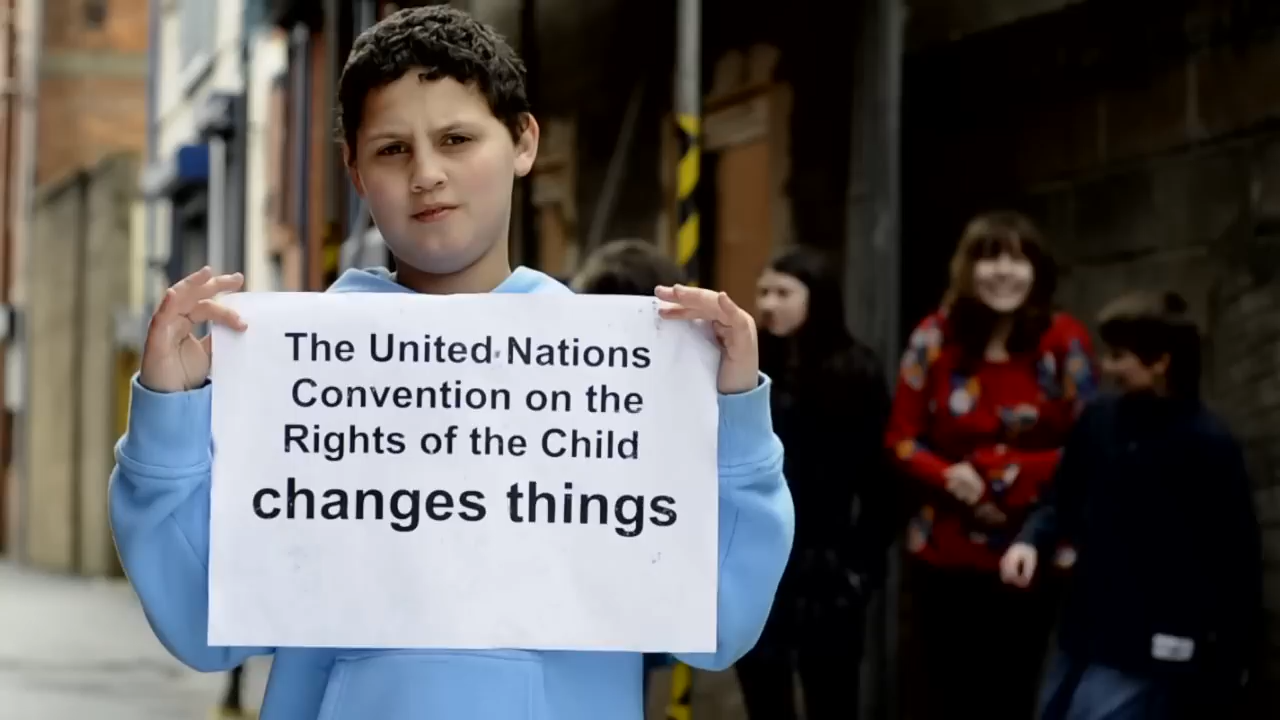 The United Nations
Convention on the
Rights of the Child
changes things